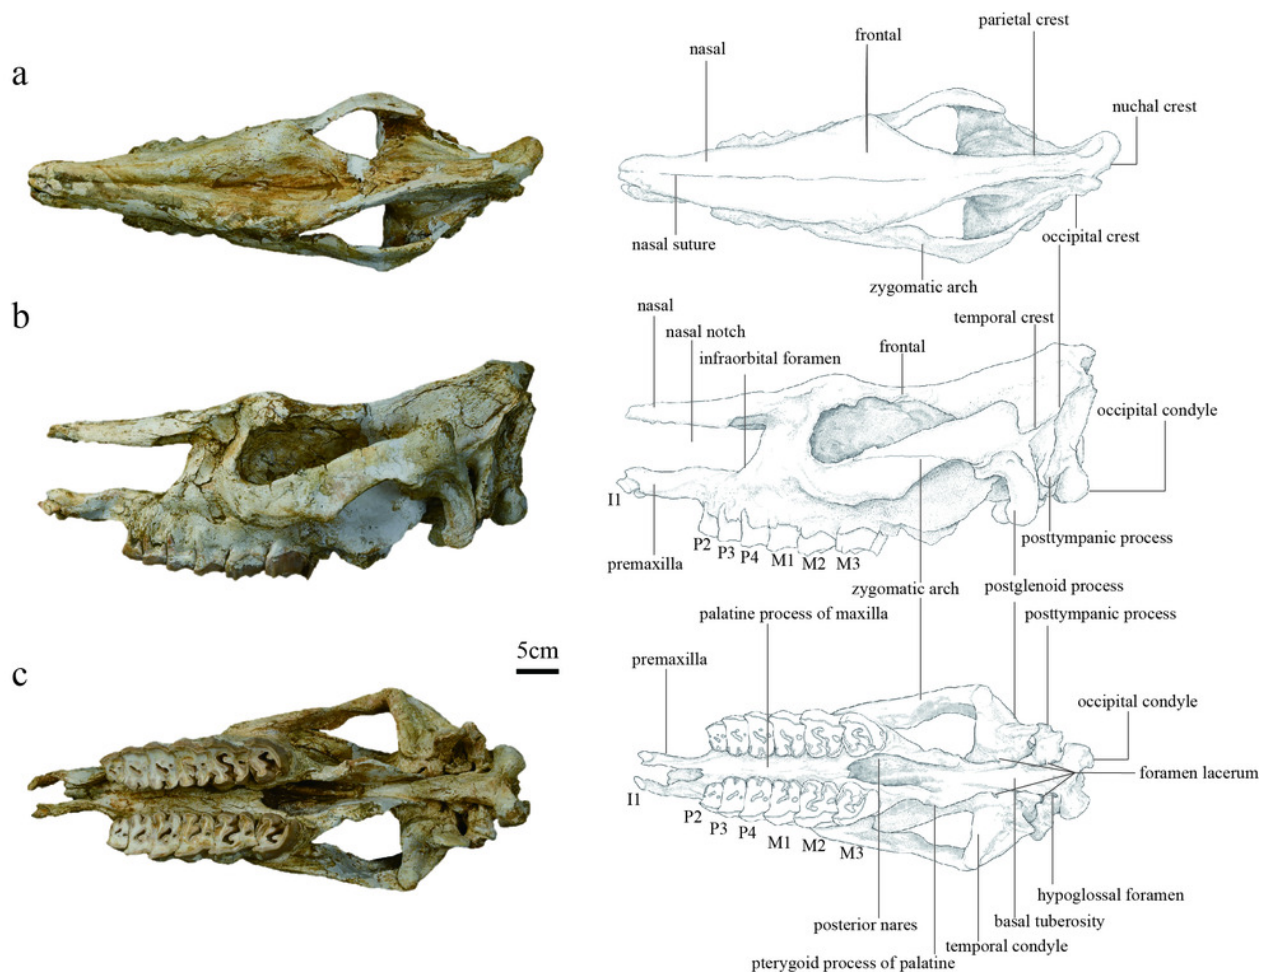 a
parietal crest
frontal
nasal
nuchal crest
nasal suture
occipital crest
zygomatic arch
b
nasal
temporal crest
nasal notch
frontal
infraorbital foramen
occipital condyle
I1
posttympanic process
P2 P3 P4 M1 M2 M3
premaxilla
zygomatic arch
postglenoid process
palatine process of maxilla
posttympanic process
5cm
premaxilla
c
occipital condyle
foramen lacerum
I1
P2 P3 P4 M1 M2 M3
hypoglossal foramen
posterior nares
basal tuberosity
temporal condyle
pterygoid process of palatine